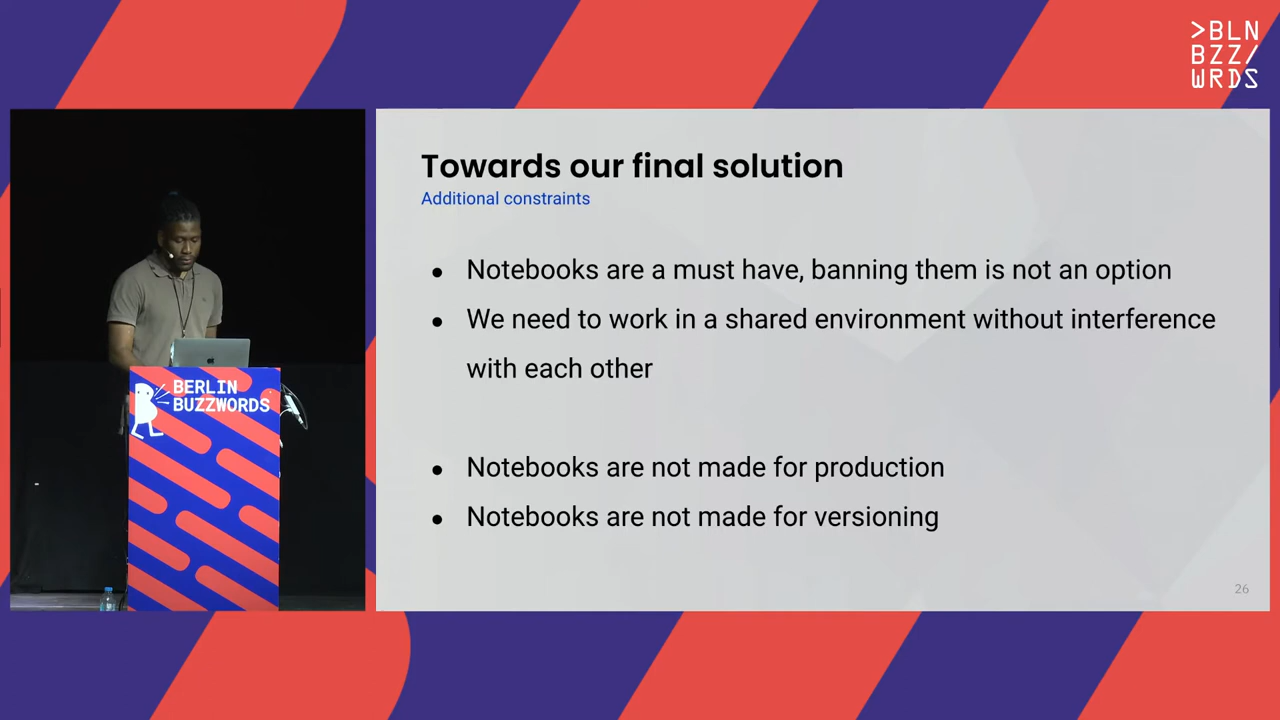 >BLN
BZZ/
WRDS
Towards our final solution
Additional constraints
● Notebooks are a must have, banning them is not an option
● We need to work in a shared environment without interference
with each other
● Notebooks are not made for production
● Notebooks are not made for versioning
26
BERLIN
BUZZWORDS